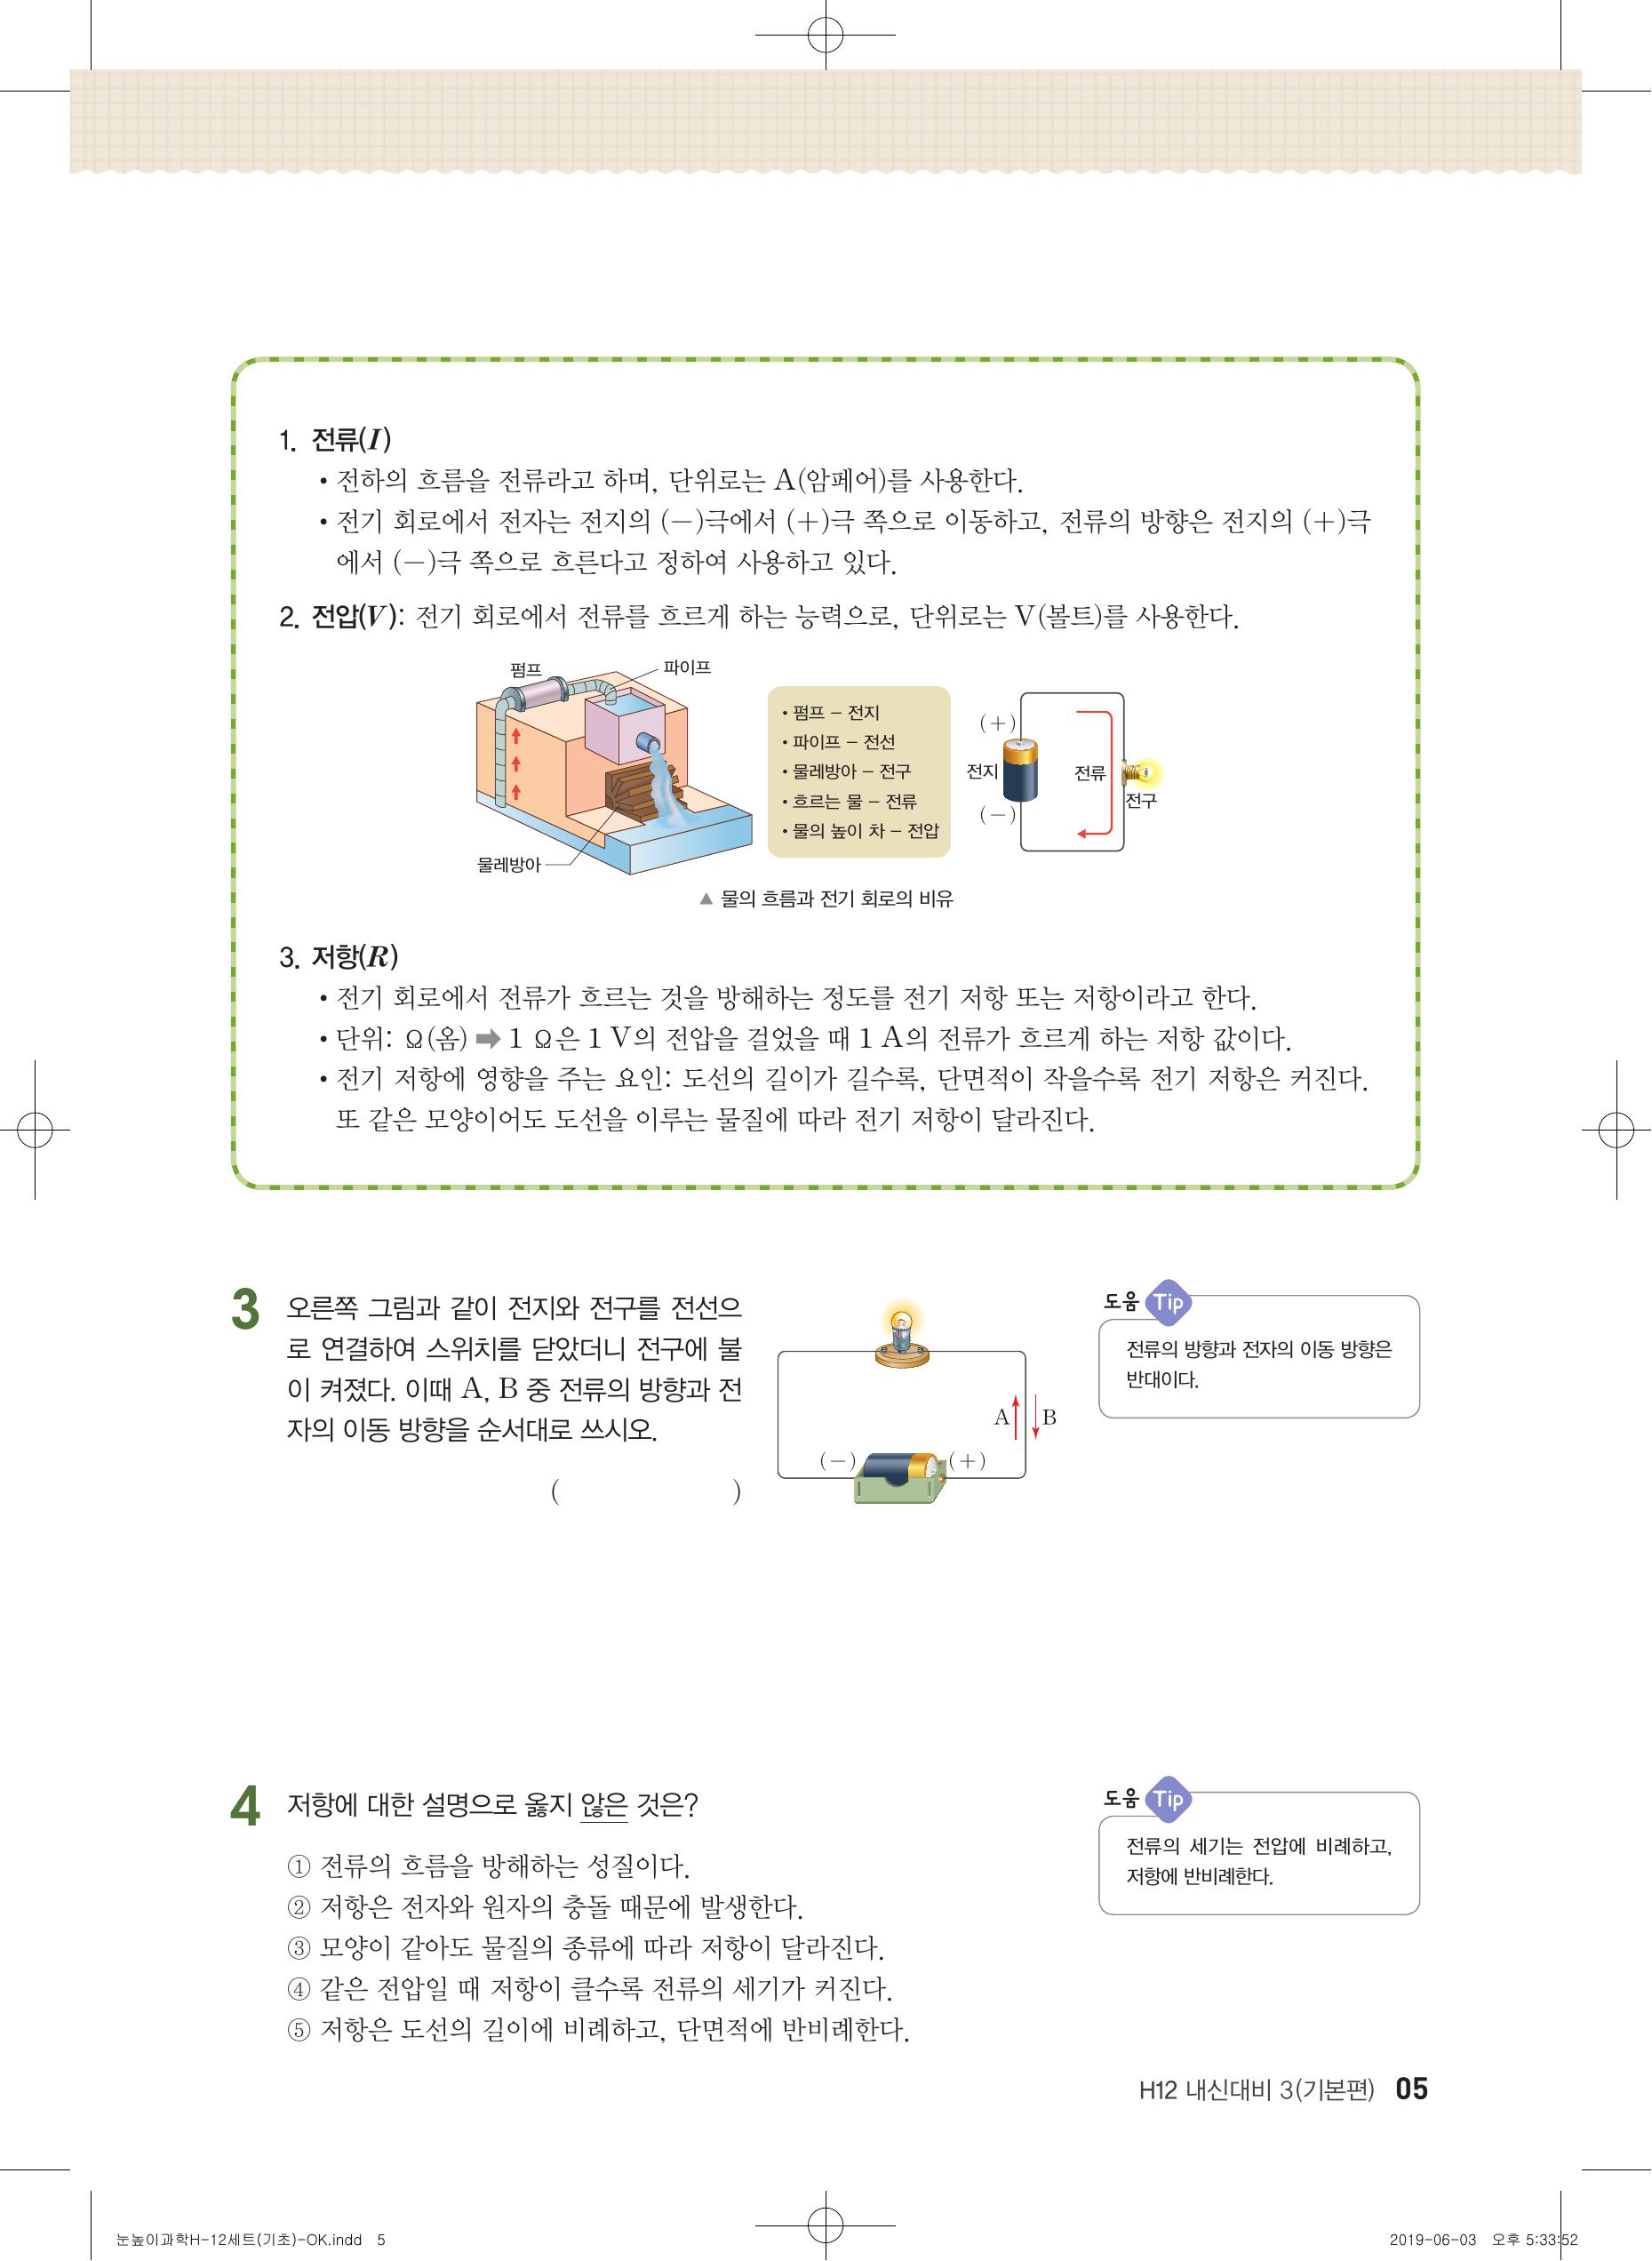 1. 전류(I)
• 전하의 흐름을 전류라고 하며, 단위로는 A(암페어)를 사용한다.
• 전기 회로에서 전자는 전지의 (−)극에서 (+)극 쪽으로 이동하고, 전류의 방향은 전지의 (+)극
에서 (−)극 쪽으로 흐른다고 정하여 사용하고 있다.
2. 전압(V): 전기 회로에서 전류를 흐르게 하는 능력으로, 단위로는 V(볼트)를 사용한다.
펌프
파이프
물레방아
• 펌프 − 전지
• 파이프 − 전선
• 물레방아 − 전구
• 흐르는 물 − 전류
• 물의 높이 차 − 전압
(+)
전지
(−)
전류
전구
▲ 물의 흐름과 전기 회로의 비유
3. 저항(R)
• 전기 회로에서 전류가 흐르는 것을 방해하는 정도를 전기 저항 또는 저항이라고 한다.
• 단위: Ω(옴) ➡ 1 Ω은 1 V의 전압을 걸었을 때 1 A의 전류가 흐르게 하는 저항 값이다.
• 전기 저항에 영향을 주는 요인: 도선의 길이가 길수록, 단면적이 작을수록 전기 저항은 커진다.
또 같은 모양이어도 도선을 이루는 물질에 따라 전기 저항이 달라진다.
3 오른쪽 그림과 같이 전지와 전구를 전선으
로 연결하여 스위치를 닫았더니 전구에 불
이 켜졌다. 이때 A, B 중 전류의 방향과 전
자의 이동 방향을 순서대로 쓰시오.
( )
A B
(−) (+)
도움 Tip
전류의 방향과 전자의 이동 방향은
반대이다.
4 저항에 대한 설명으로 옳지 않은 것은?
① 전류의 흐름을 방해하는 성질이다.
② 저항은 전자와 원자의 충돌 때문에 발생한다.
③ 모양이 같아도 물질의 종류에 따라 저항이 달라진다.
④ 같은 전압일 때 저항이 클수록 전류의 세기가 커진다.
⑤ 저항은 도선의 길이에 비례하고, 단면적에 반비례한다.
도움 Tip
전류의 세기는 전압에 비례하고,
저항에 반비례한다.
H12 내신대비 3(기본편) 05
눈높이과학H-12세트(기초)-OK.indd 5
2019-06-03 오후 5:33:52